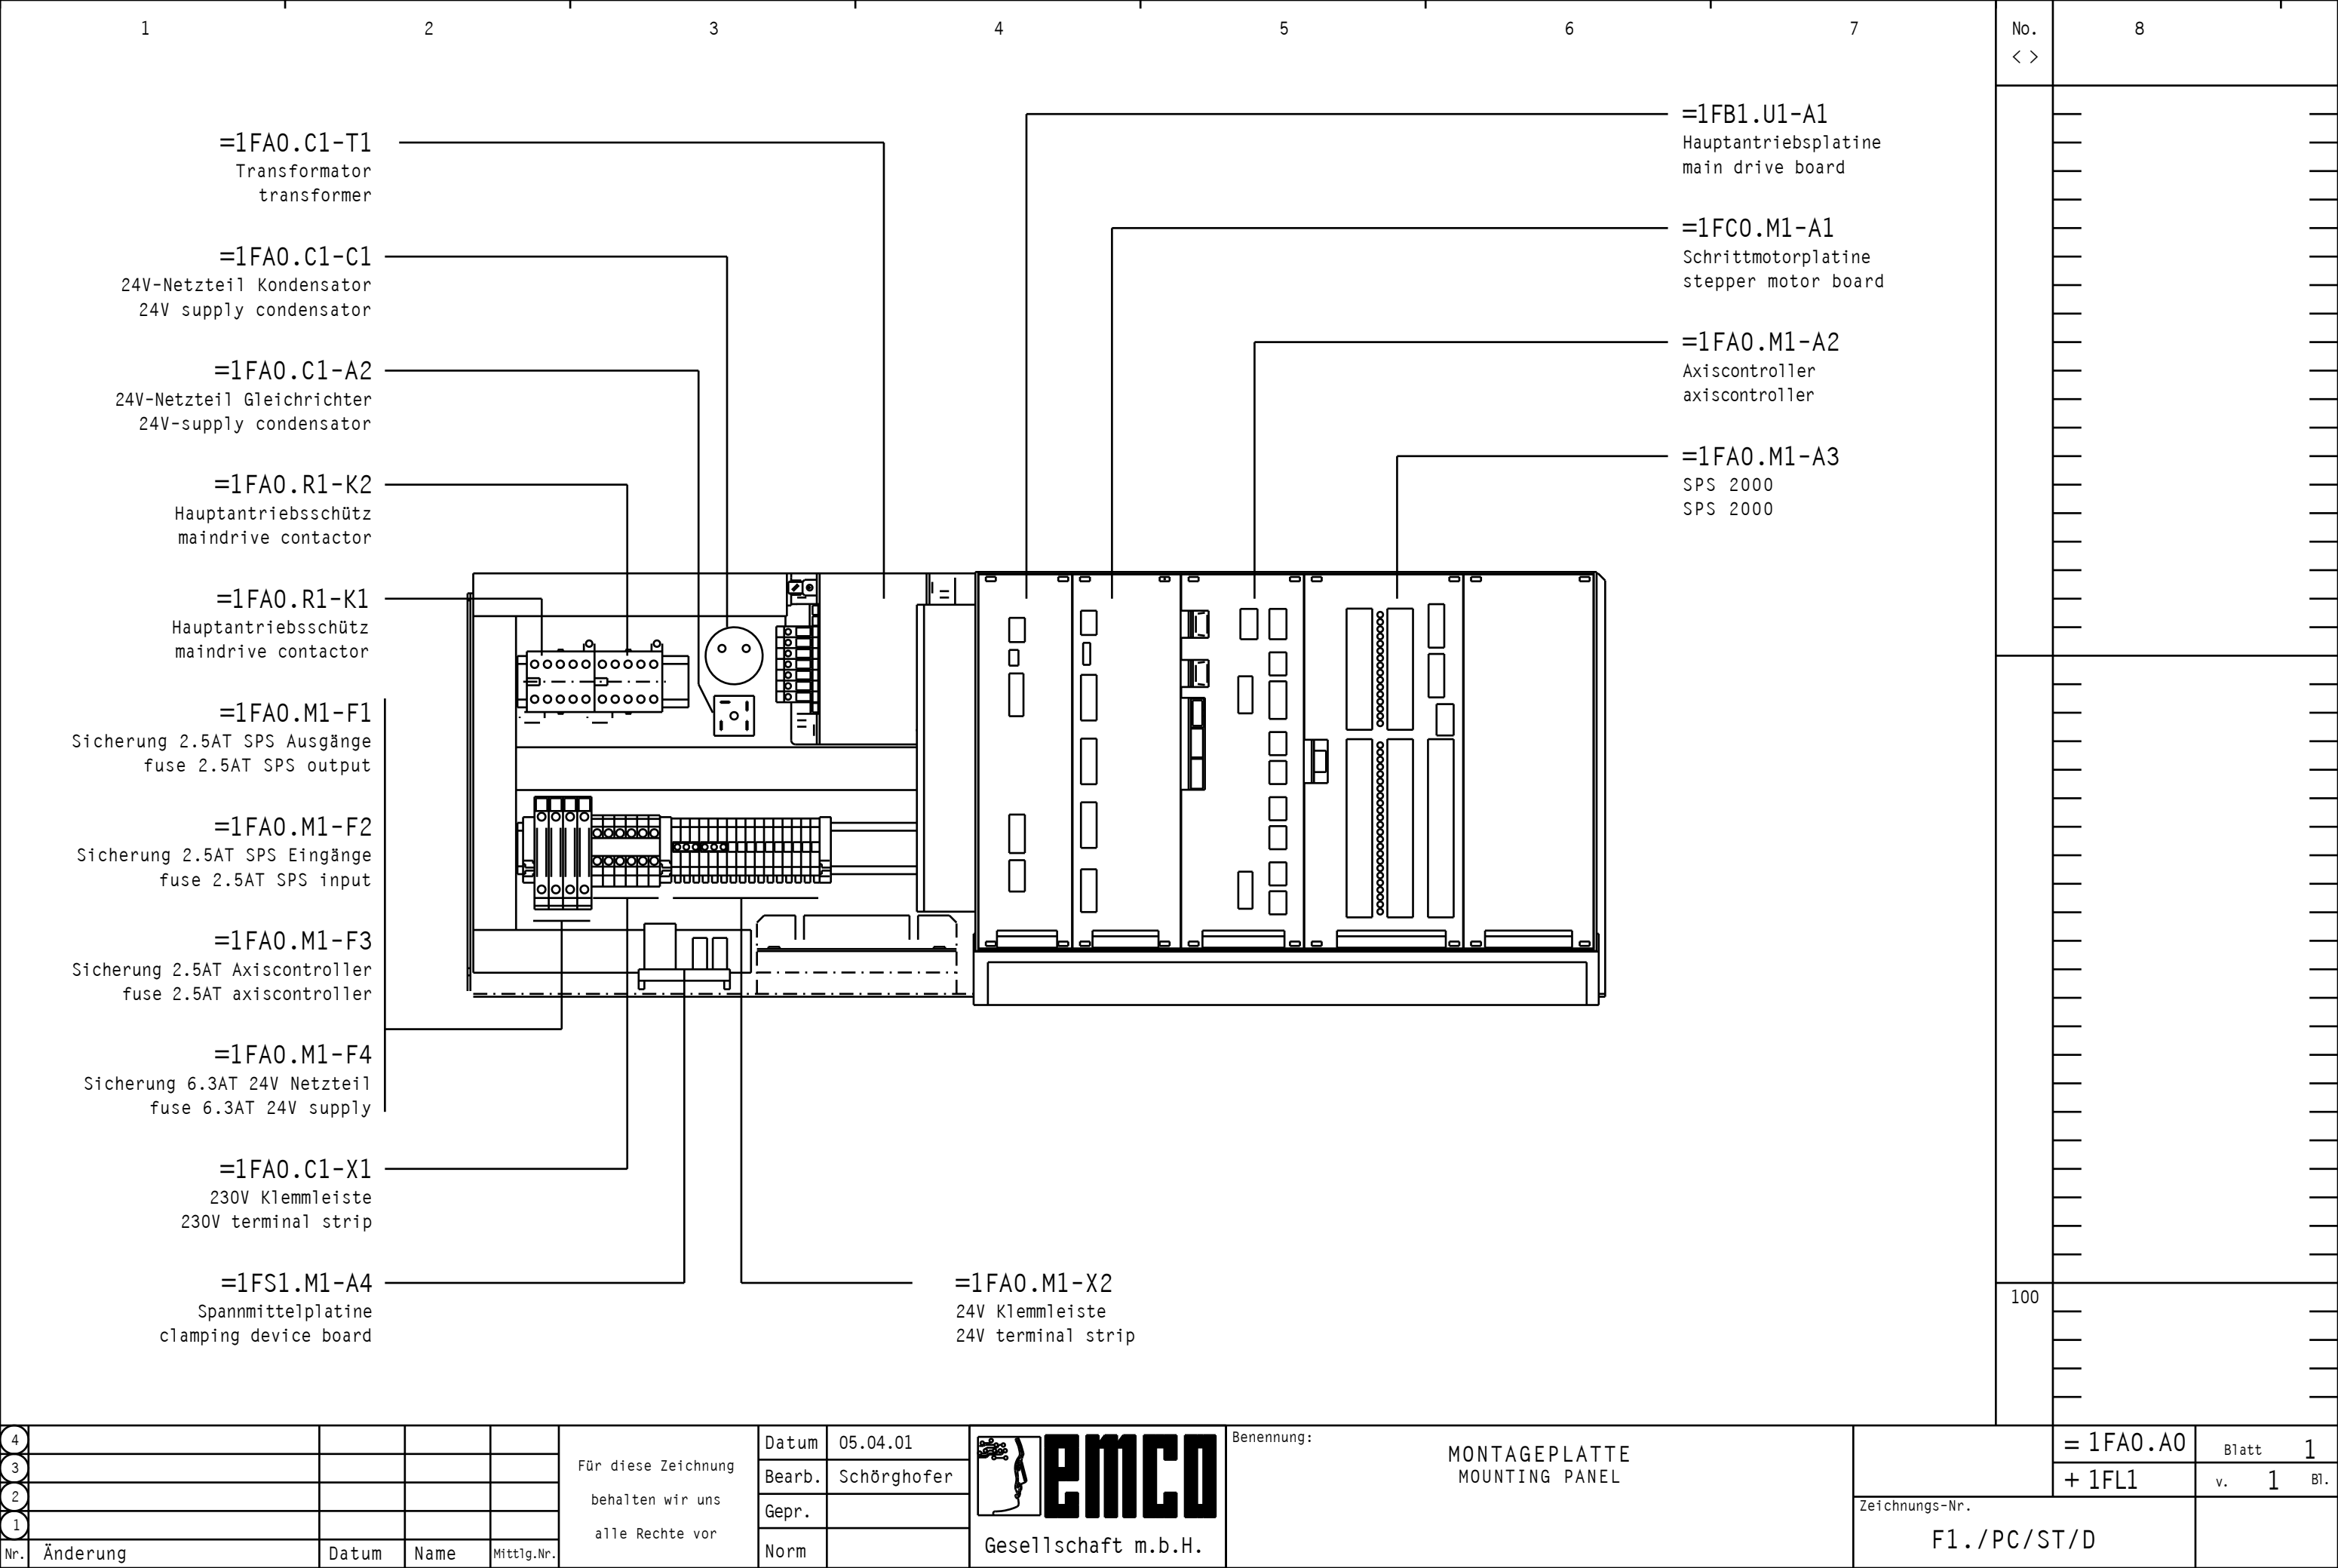 1 2 3 4 5 6 7 No. 8
< >
=1FA0.C1-T1
Transformator
transformer
=1FA0.C1-C1
24V-Netzteil Kondensator
24V supply condensator
=1FA0.C1-A2
24V-Netzteil Gleichrichter
24V-supply condensator
=1FA0.R1-K2
Hauptantriebsschütz
maindrive contactor
=1FA0.R1-K1
Hauptantriebsschütz
maindrive contactor
=1FA0.M1-F1
Sicherung 2.5AT SPS Ausgänge
fuse 2.5AT SPS output
=1FA0.M1-F2
Sicherung 2.5AT SPS Eingänge
fuse 2.5AT SPS input
=1FA0.M1-F3
Sicherung 2.5AT Axiscontroller
fuse 2.5AT axiscontroller
=1FA0.M1-F4
Sicherung 6.3AT 24V Netzteil
fuse 6.3AT 24V supply
=1FA0.C1-X1
230V Klemmleiste
230V terminal strip
=1FS1.M1-A4
Spannmittelplatine
clamping device board
=1FA0.M1-X2
24V Klemmleiste
24V terminal strip
=1FB1.U1-A1
Hauptantriebsplatine
main drive board
=1FC0.M1-A1
Schrittmotorplatine
stepper motor board
=1FA0.M1-A2
Axiscontroller
axiscontroller
=1FA0.M1-A3
SPS 2000
SPS 2000
100
4
3
2
1
Nr. Änderung Datum Name Mittlg.Nr.
Für diese Zeichnung
behalten wir uns
alle Rechte vor
Datum 05.04.01
Bearb. Schörghofer
Gepr.
Norm
emco
Gesellschaft m.b.H.
Benennung:
MONTAGEPLATTE
MOUNTING PANEL
= 1FA0.A0
+ 1FL1
Blatt 1
v. 1 Bl.
Zeichnungs-Nr.
F1./PC/ST/D